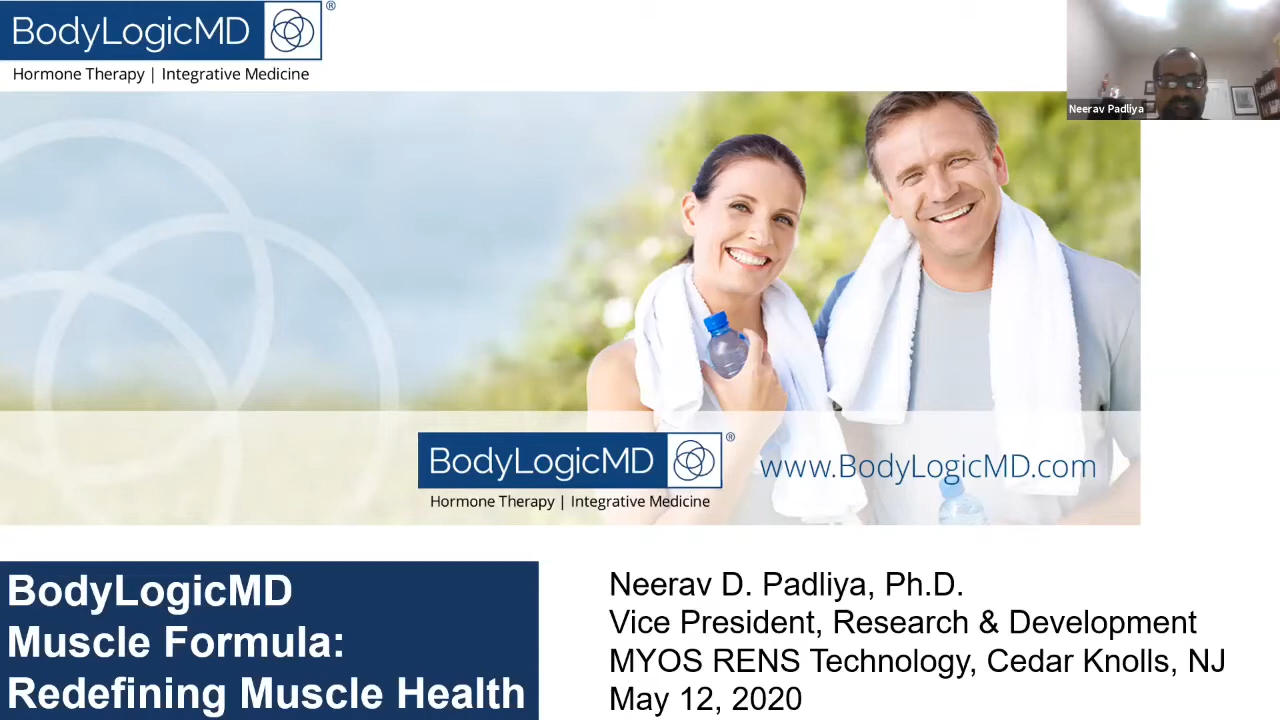 BodyLogicMD®
Hormone Therapy | Integrative Medicine
Neerav Padliya
BodyLogicMD®
Hormone Therapy | Integrative Medicine
www.BodyLogicMD.com
BodyLogicMD
Muscle Formula:
Redefining Muscle Health
Neerav D. Padliya, Ph.D.
Vice President, Research & Development
MYOS RENS Technology, Cedar Knolls, NJ
May 12, 2020